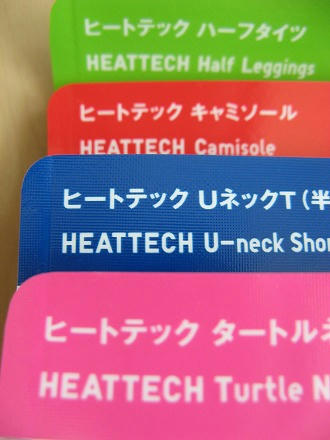 ヒートテック ハーフタイツ
HEATTECH Half Leggings
ヒートテック キャミソール
HEATTECH Camisole
ヒートテック UネックT(半
HEATTECH U-neck Shor
ヒートテック タートルネ
HEATTECH Turtle N